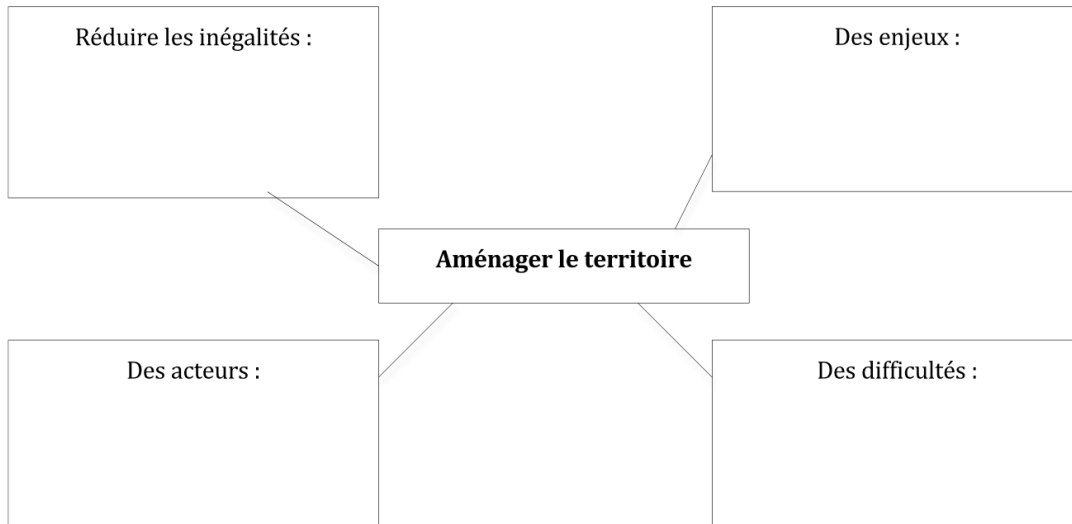 Réduire les inégalités :
Des enjeux :
Aménager le territoire
Des acteurs :
Des difficultés :